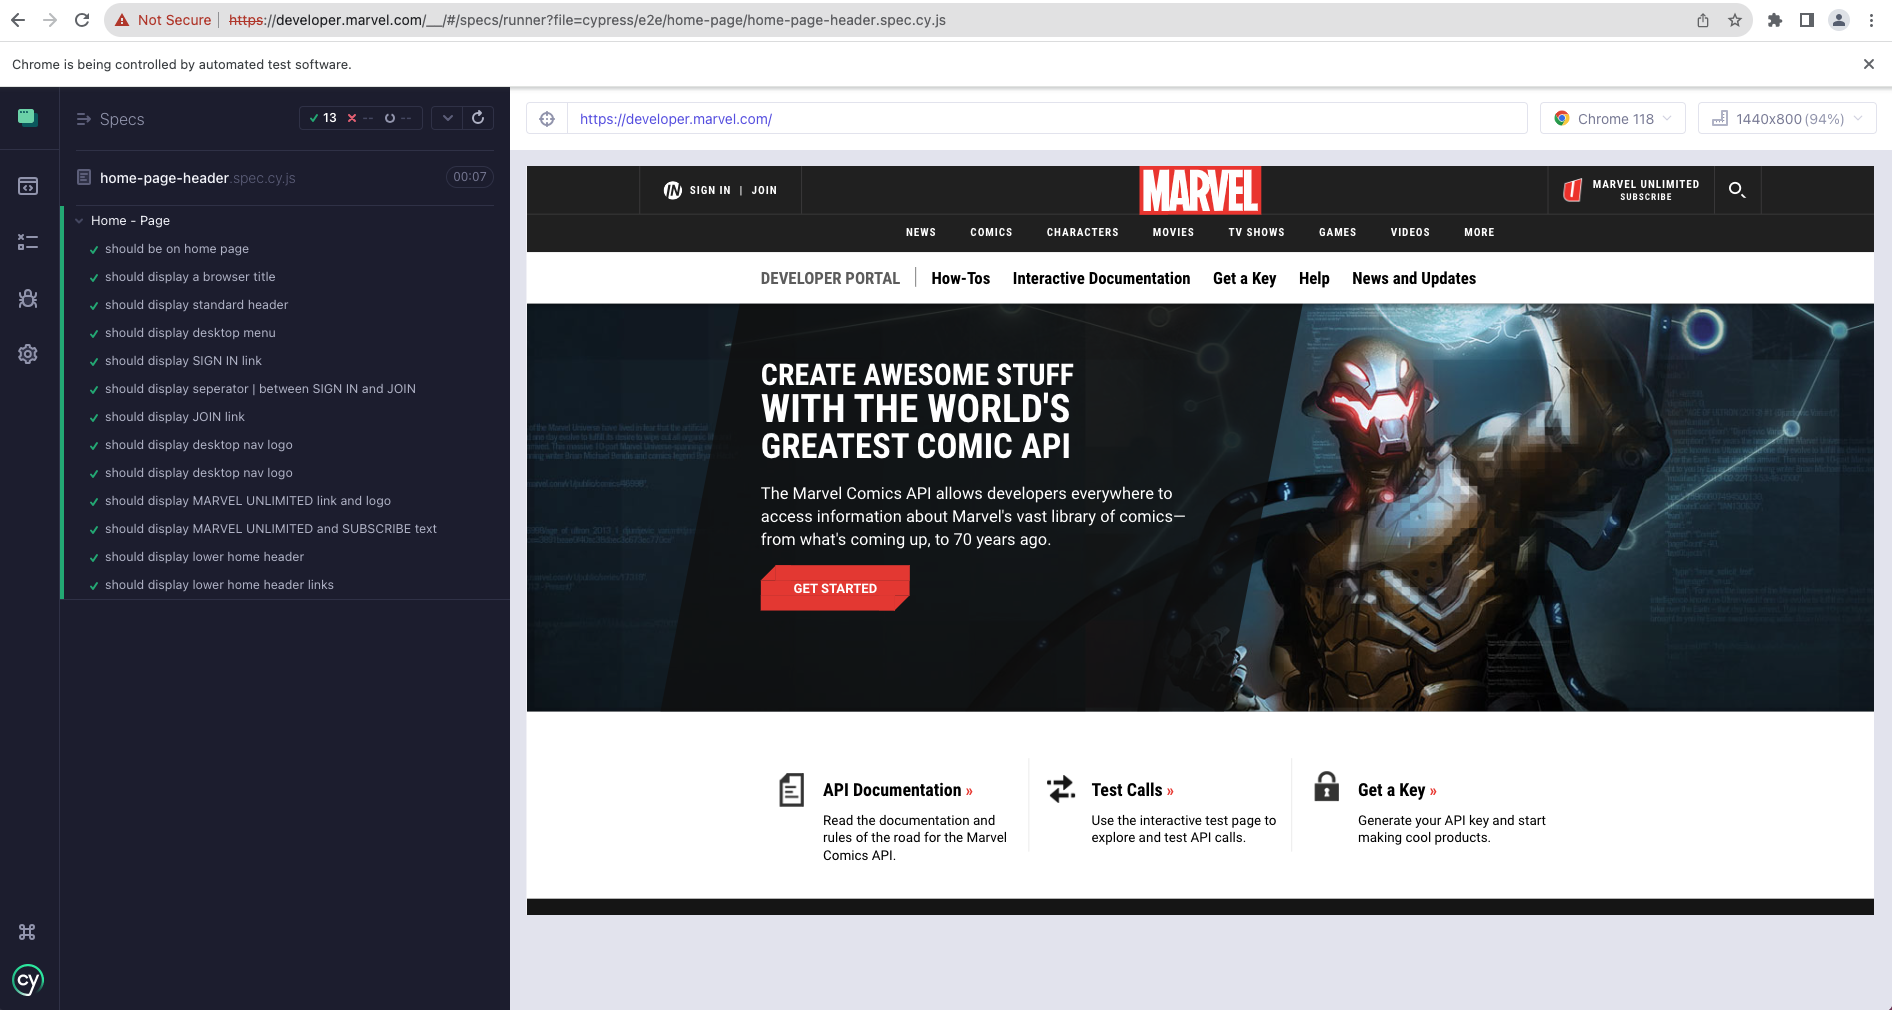 Not Secure | https://developer.marvel.com/__/#/specs/runner?file=cypress/e2e/home-page/home-page-header.spec.cy.js
Chrome is being controlled by automated test software.
Specs
13 -- --
home-page-header.spec.cy.js 00:07
Home - Page
should be on home page
should display a browser title
should display standard header
should display desktop menu
should display SIGN IN link
should display seperator | between SIGN IN and JOIN
should display JOIN link
should display desktop nav logo
should display desktop nav logo
should display MARVEL UNLIMITED link and logo
should display MARVEL UNLIMITED and SUBSCRIBE text
should display lower home header
should display lower home header links
cy
https://developer.marvel.com/
Chrome 118
1440x800 (94%)
SIGN IN | JOIN
MARVEL
MARVEL UNLIMITED
SUBSCRIBE
NEWS COMICS CHARACTERS MOVIES TV SHOWS GAMES VIDEOS MORE
DEVELOPER PORTAL | How-Tos Interactive Documentation Get a Key Help News and Updates
CREATE AWESOME STUFF
WITH THE WORLD'S
GREATEST COMIC API
The Marvel Comics API allows developers everywhere to
access information about Marvel's vast library of comics—
from what's coming up, to 70 years ago.
GET STARTED
API Documentation »
Read the documentation and
rules of the road for the Marvel
Comics API.
Test Calls »
Use the interactive test page to
explore and test API calls.
Get a Key »
Generate your API key and start
making cool products.